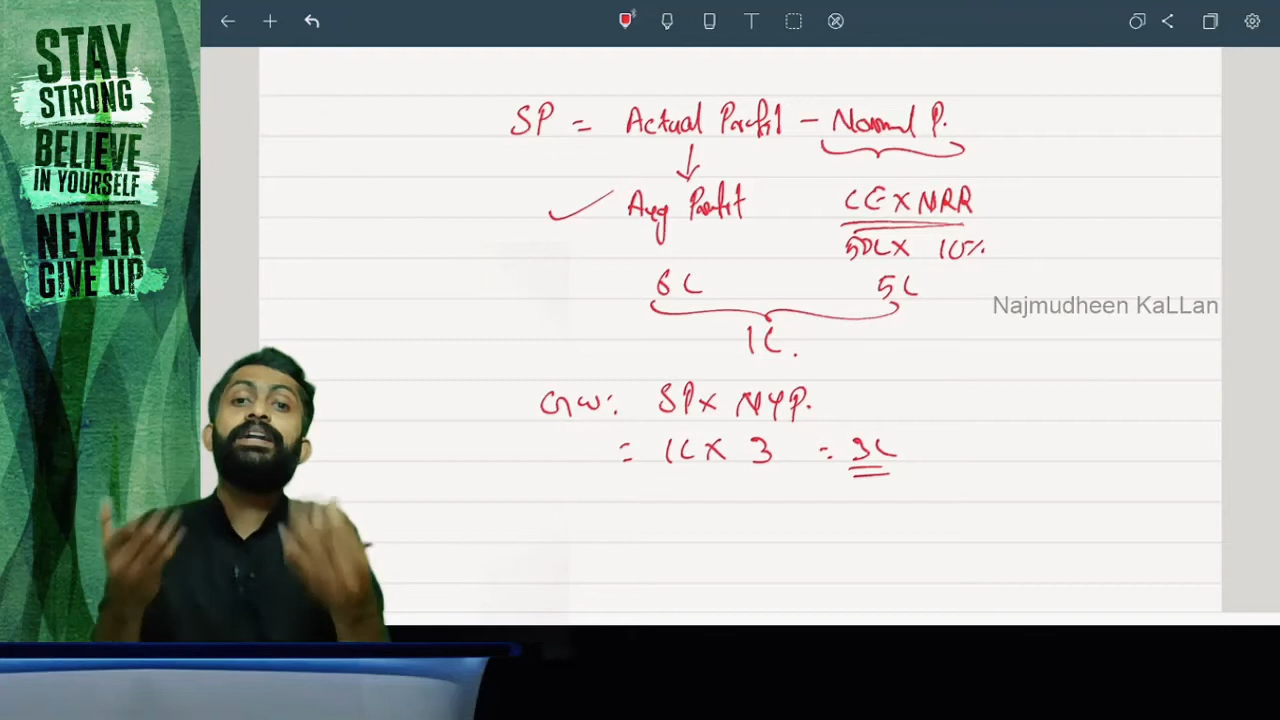 STAY
STRONG
BELIEVE
IN YOURSELF
NEVER
GIVE UP
SP = Actual Profit - Normal P.
Avg Profit CE X NRR
50L X 10%
6L 5L
Najmudheen KaLLan
1L.
GW: SP X NYP.
= 1L X 3 = 3L